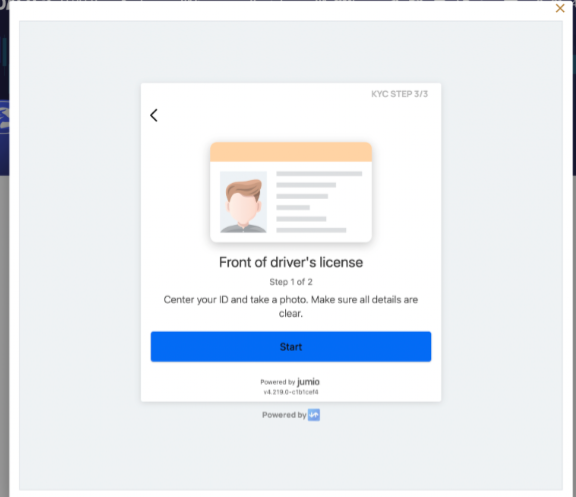 KYC STEP 3/3
Front of driver's license
Step 1 of 2
Center your ID and take a photo. Make sure all details are
clear.
Start
Powered by jumio
v4.219.0-c1b1cef4
Powered by